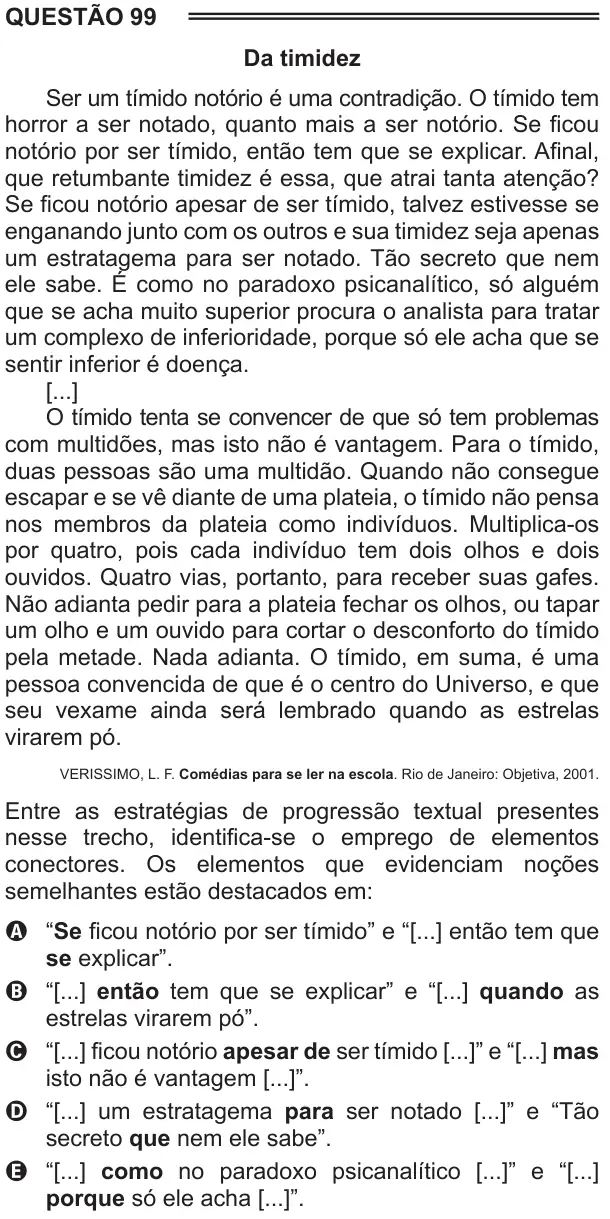 QUESTÃO 99
Da timidez
Ser um tímido notório é uma contradição. O tímido tem
horror a ser notado, quanto mais a ser notório. Se ficou
notório por ser tímido, então tem que se explicar. Afinal,
que retumbante timidez é essa, que atrai tanta atenção?
Se ficou notório apesar de ser tímido, talvez estivesse se
enganando junto com os outros e sua timidez seja apenas
um estratagema para ser notado. Tão secreto que nem
ele sabe. É como no paradoxo psicanalítico, só alguém
que se acha muito superior procura o analista para tratar
um complexo de inferioridade, porque só ele acha que se
sentir inferior é doença.
[...]
O tímido tenta se convencer de que só tem problemas
com multidões, mas isto não é vantagem. Para o tímido,
duas pessoas são uma multidão. Quando não consegue
escapar e se vê diante de uma plateia, o tímido não pensa
nos membros da plateia como indivíduos. Multiplica-os
por quatro, pois cada indivíduo tem dois olhos e dois
ouvidos. Quatro vias, portanto, para receber suas gafes.
Não adianta pedir para a plateia fechar os olhos, ou tapar
um olho e um ouvido para cortar o desconforto do tímido
pela metade. Nada adianta. O tímido, em suma, é uma
pessoa convencida de que é o centro do Universo, e que
seu vexame ainda será lembrado quando as estrelas
virarem pó.
VERISSIMO, L. F. Comédias para se ler na escola. Rio de Janeiro: Objetiva, 2001.
Entre as estratégias de progressão textual presentes
nesse trecho, identifica-se o emprego de elementos
conectores. Os elementos que evidenciam noções
semelhantes estão destacados em:
A “Se ficou notório por ser tímido” e “[...] então tem que
se explicar”.
B “[...] então tem que se explicar” e “[...] quando as
estrelas virarem pó”.
C “[...] ficou notório apesar de ser tímido [...]” e “[...] mas
isto não é vantagem [...]”.
D “[...] um estratagema para ser notado [...]” e “Tão
secreto que nem ele sabe”.
E “[...] como no paradoxo psicanalítico [...]” e “[...]
porque só ele acha [...]”.